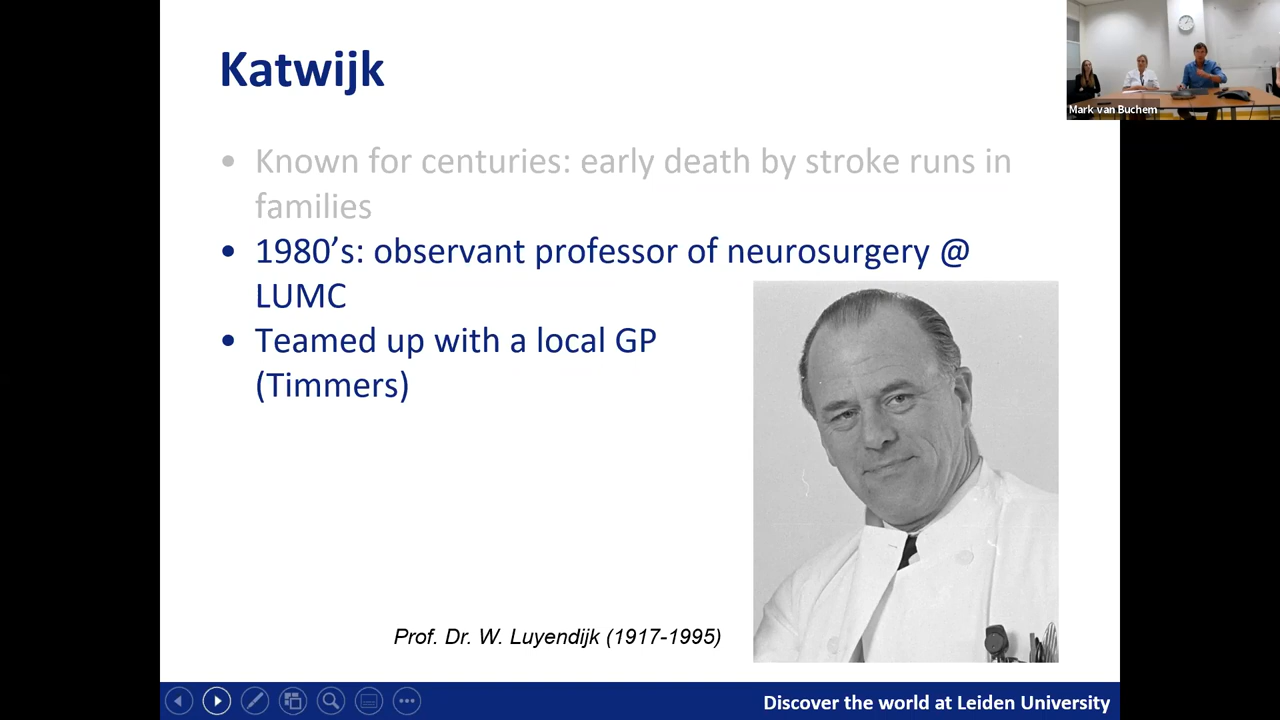 Katwijk
Mark van Buchem
• Known for centuries: early death by stroke runs in
families
• 1980’s: observant professor of neurosurgery @
LUMC
• Teamed up with a local GP
(Timmers)
Prof. Dr. W. Luyendijk (1917-1995)
Discover the world at Leiden University